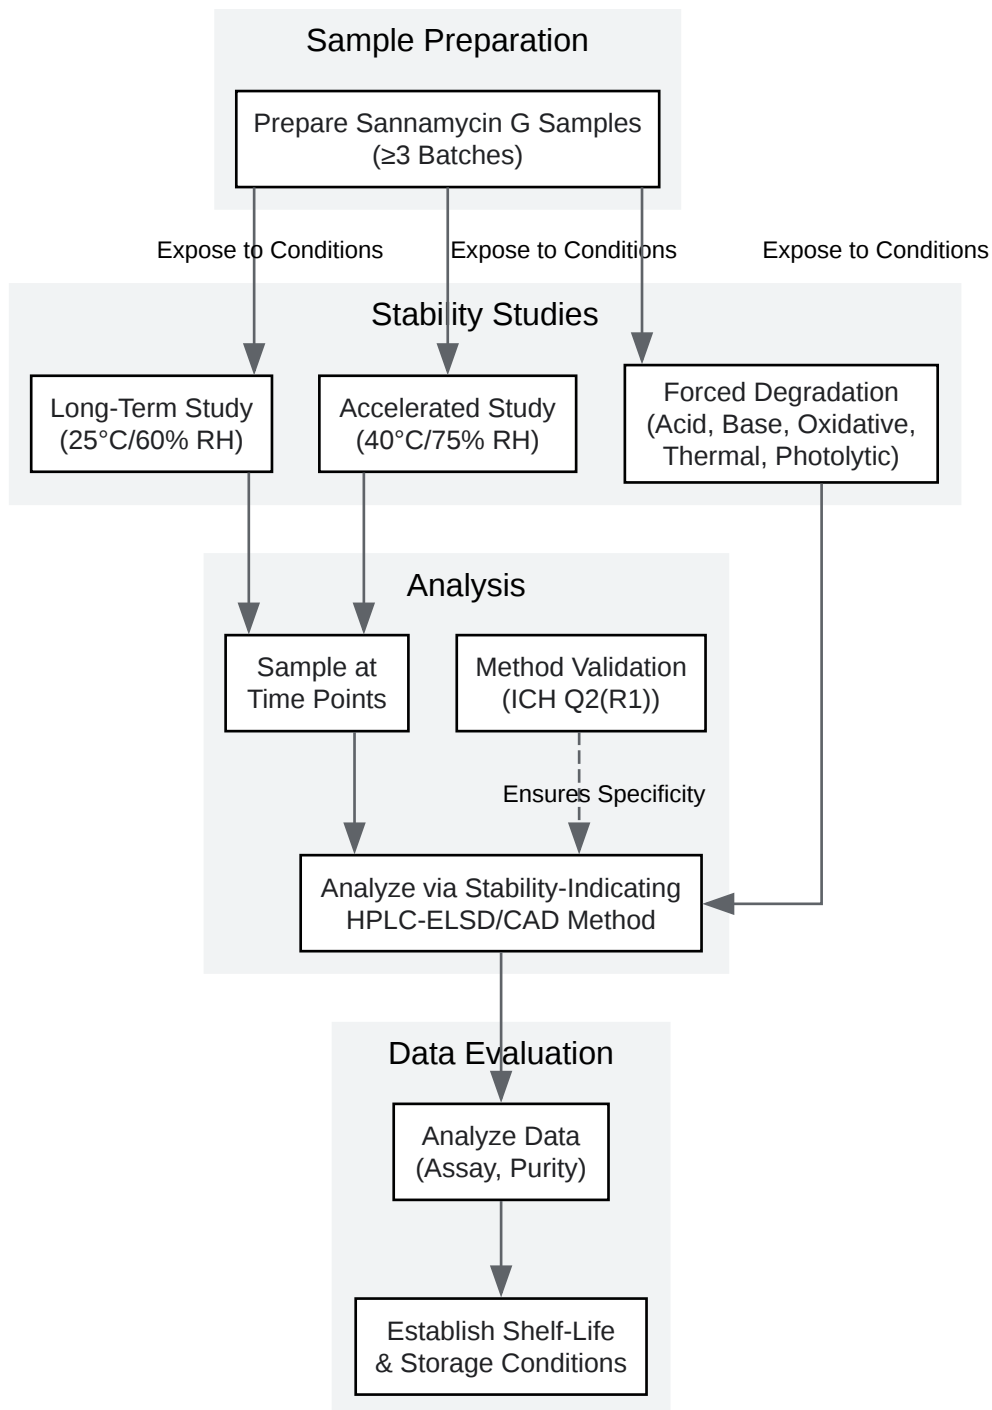 Sample Preparation
Prepare Sannamycin G Samples
(≥3 Batches)
Expose to Conditions
Expose to Conditions
Expose to Conditions
Stability Studies
Long-Term Study
(25°C/60% RH)
Accelerated Study
(40°C/75% RH)
Forced Degradation
(Acid, Base, Oxidative,
Thermal, Photolytic)
Analysis
Sample at
Time Points
Method Validation
(ICH Q2(R1))
Ensures Specificity
Analyze via Stability-Indicating
HPLC-ELSD/CAD Method
Data Evaluation
Analyze Data
(Assay, Purity)
Establish Shelf-Life
& Storage Conditions